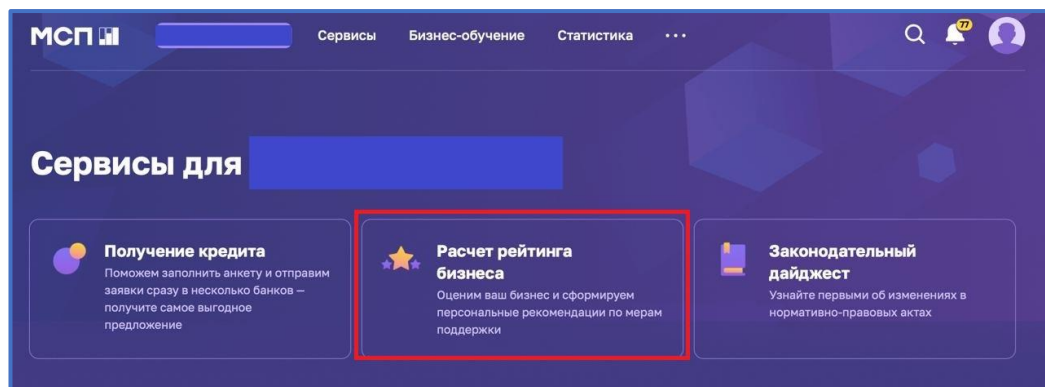 МСП
Сервисы Бизнес-обучение Статистика ...
77
Сервисы для
Получение кредита
Поможем заполнить анкету и отправим
заявки сразу в несколько банков —
получите самое выгодное
предложение
Расчет рейтинга
бизнеса
Оценим ваш бизнес и сформируем
персональные рекомендации по мерам
поддержки
Законодательный
дайджест
Узнайте первыми об изменениях в
нормативно-правовых актах